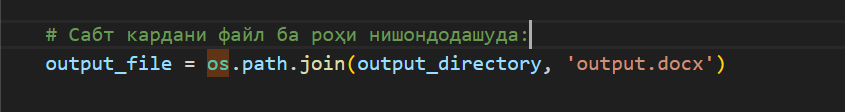 # Сабт кардани файл ба роҳи нишондодашуда:
output_file = os.path.join(output_directory, 'output.docx')